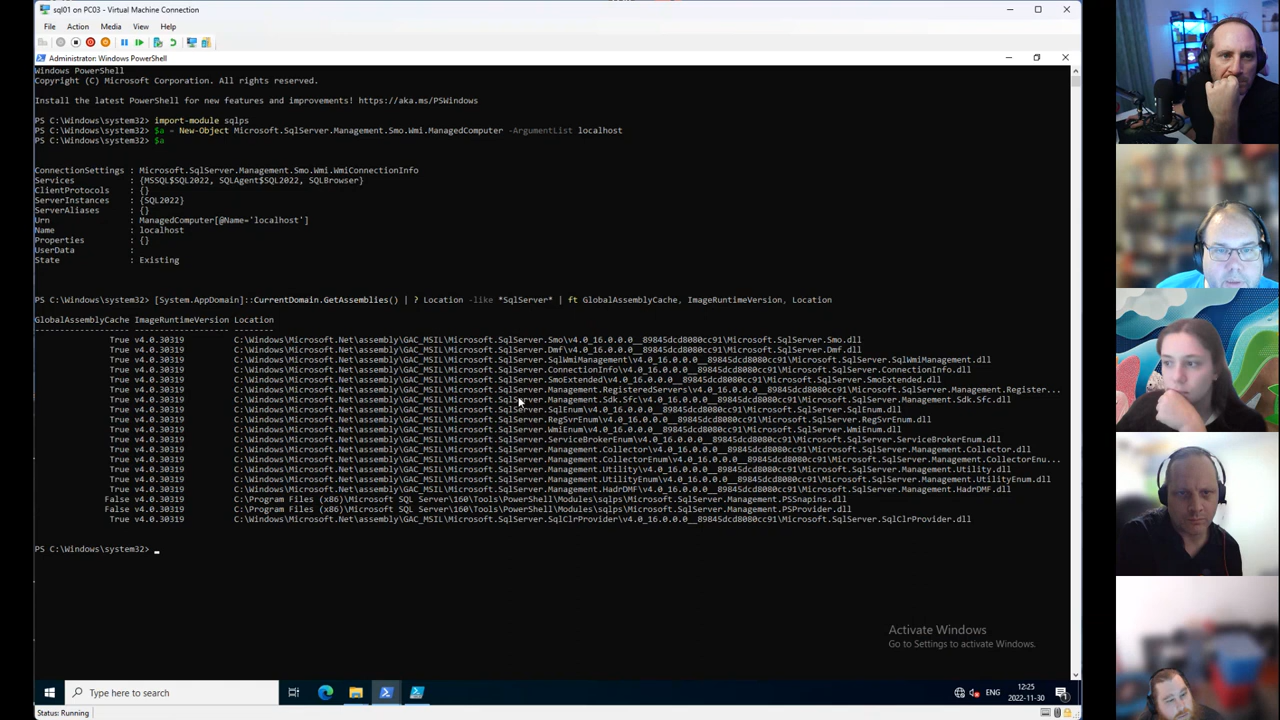 sql01 on PC03 - Virtual Machine Connection
File Action Media View Help
Administrator: Windows PowerShell
Windows PowerShell
Copyright (C) Microsoft Corporation. All rights reserved.
Install the latest PowerShell for new features and improvements! https://aka.ms/PSWindows
PS C:\Windows\system32> import-module sqlps
PS C:\Windows\system32> $a = New-Object Microsoft.SqlServer.Management.Smo.Wmi.ManagedComputer -ArgumentList localhost
PS C:\Windows\system32> $a
ConnectionSettings : Microsoft.SqlServer.Management.Smo.Wmi.WmiConnectionInfo
Services : {MSSQL$SQL2022, SQLAgent$SQL2022, SQLBrowser}
ClientProtocols : {}
ServerInstances : {SQL2022}
ServerAliases : {}
Urn : ManagedComputer[@Name='localhost']
Name : localhost
Properties : {}
UserData :
State : Existing
PS C:\Windows\system32> [System.AppDomain]::CurrentDomain.GetAssemblies() | ? Location -like *SqlServer* | ft GlobalAssemblyCache, ImageRuntimeVersion, Location
GlobalAssemblyCache ImageRuntimeVersion Location
------------------- ------------------- --------
True v4.0.30319 C:\Windows\Microsoft.Net\assembly\GAC_MSIL\Microsoft.SqlServer.Smo\v4.0_16.0.0.0__89845dcd8080cc91\Microsoft.SqlServer.Smo.dll
True v4.0.30319 C:\Windows\Microsoft.Net\assembly\GAC_MSIL\Microsoft.SqlServer.Dmf\v4.0_16.0.0.0__89845dcd8080cc91\Microsoft.SqlServer.Dmf.dll
True v4.0.30319 C:\Windows\Microsoft.Net\assembly\GAC_MSIL\Microsoft.SqlServer.SqlWmiManagement\v4.0_16.0.0.0__89845dcd8080cc91\Microsoft.SqlServer.SqlWmiManagement.dll
True v4.0.30319 C:\Windows\Microsoft.Net\assembly\GAC_MSIL\Microsoft.SqlServer.ConnectionInfo\v4.0_16.0.0.0__89845dcd8080cc91\Microsoft.SqlServer.ConnectionInfo.dll
True v4.0.30319 C:\Windows\Microsoft.Net\assembly\GAC_MSIL\Microsoft.SqlServer.SmoExtended\v4.0_16.0.0.0__89845dcd8080cc91\Microsoft.SqlServer.SmoExtended.dll
True v4.0.30319 C:\Windows\Microsoft.Net\assembly\GAC_MSIL\Microsoft.SqlServer.Management.RegisteredServers\v4.0_16.0.0.0__89845dcd8080cc91\Microsoft.SqlServer.Management.Register...
True v4.0.30319 C:\Windows\Microsoft.Net\assembly\GAC_MSIL\Microsoft.SqlServer.Management.Sdk.Sfc\v4.0_16.0.0.0__89845dcd8080cc91\Microsoft.SqlServer.Management.Sdk.Sfc.dll
True v4.0.30319 C:\Windows\Microsoft.Net\assembly\GAC_MSIL\Microsoft.SqlServer.SqlEnum\v4.0_16.0.0.0__89845dcd8080cc91\Microsoft.SqlServer.SqlEnum.dll
True v4.0.30319 C:\Windows\Microsoft.Net\assembly\GAC_MSIL\Microsoft.SqlServer.RegSvrEnum\v4.0_16.0.0.0__89845dcd8080cc91\Microsoft.SqlServer.RegSvrEnum.dll
True v4.0.30319 C:\Windows\Microsoft.Net\assembly\GAC_MSIL\Microsoft.SqlServer.WmiEnum\v4.0_16.0.0.0__89845dcd8080cc91\Microsoft.SqlServer.WmiEnum.dll
True v4.0.30319 C:\Windows\Microsoft.Net\assembly\GAC_MSIL\Microsoft.SqlServer.ServiceBrokerEnum\v4.0_16.0.0.0__89845dcd8080cc91\Microsoft.SqlServer.ServiceBrokerEnum.dll
True v4.0.30319 C:\Windows\Microsoft.Net\assembly\GAC_MSIL\Microsoft.SqlServer.Management.Collector\v4.0_16.0.0.0__89845dcd8080cc91\Microsoft.SqlServer.Management.Collector.dll
True v4.0.30319 C:\Windows\Microsoft.Net\assembly\GAC_MSIL\Microsoft.SqlServer.Management.CollectorEnum\v4.0_16.0.0.0__89845dcd8080cc91\Microsoft.SqlServer.Management.CollectorEnu...
True v4.0.30319 C:\Windows\Microsoft.Net\assembly\GAC_MSIL\Microsoft.SqlServer.Management.Utility\v4.0_16.0.0.0__89845dcd8080cc91\Microsoft.SqlServer.Management.Utility.dll
True v4.0.30319 C:\Windows\Microsoft.Net\assembly\GAC_MSIL\Microsoft.SqlServer.Management.UtilityEnum\v4.0_16.0.0.0__89845dcd8080cc91\Microsoft.SqlServer.Management.UtilityEnum.dll
True v4.0.30319 C:\Windows\Microsoft.Net\assembly\GAC_MSIL\Microsoft.SqlServer.Management.HadrDMF\v4.0_16.0.0.0__89845dcd8080cc91\Microsoft.SqlServer.Management.HadrDMF.dll
False v4.0.30319 C:\Program Files (x86)\Microsoft SQL Server\160\Tools\PowerShell\Modules\sqlps\Microsoft.SqlServer.Management.PSSnapins.dll
False v4.0.30319 C:\Program Files (x86)\Microsoft SQL Server\160\Tools\PowerShell\Modules\sqlps\Microsoft.SqlServer.Management.PSProvider.dll
True v4.0.30319 C:\Windows\Microsoft.Net\assembly\GAC_MSIL\Microsoft.SqlServer.SqlClrProvider\v4.0_16.0.0.0__89845dcd8080cc91\Microsoft.SqlServer.SqlClrProvider.dll
PS C:\Windows\system32> _
Activate Windows
Go to Settings to activate Windows.
Type here to search
ENG
12:25
2022-11-30
Status: Running